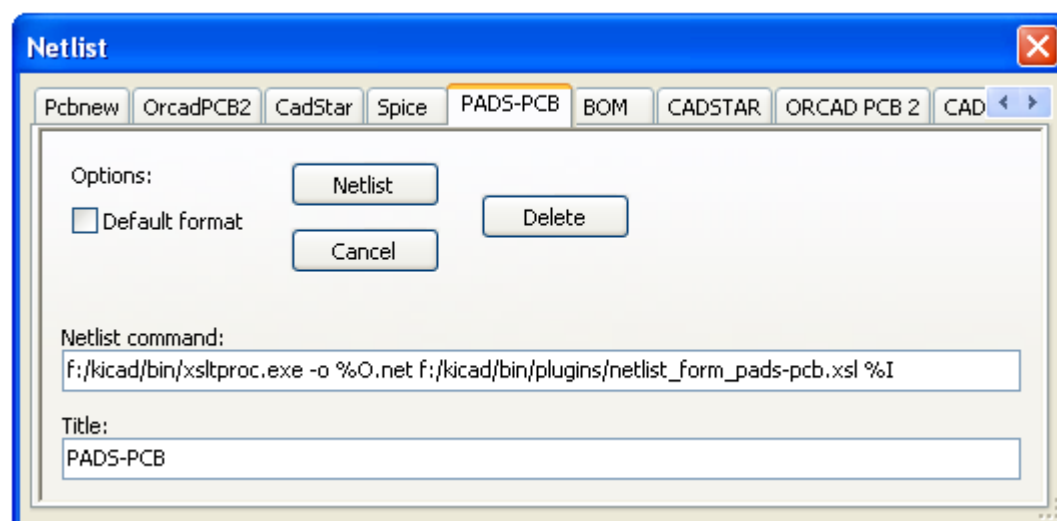 Netlist
Pcbnew OrcadPCB2 CadStar Spice PADS-PCB BOM CADSTAR ORCAD PCB 2 CAD
Options:
Netlist
Default format
Delete
Cancel
Netlist command:
f:/kicad/bin/xsltproc.exe -o %O.net f:/kicad/bin/plugins/netlist_form_pads-pcb.xsl %I
Title:
PADS-PCB